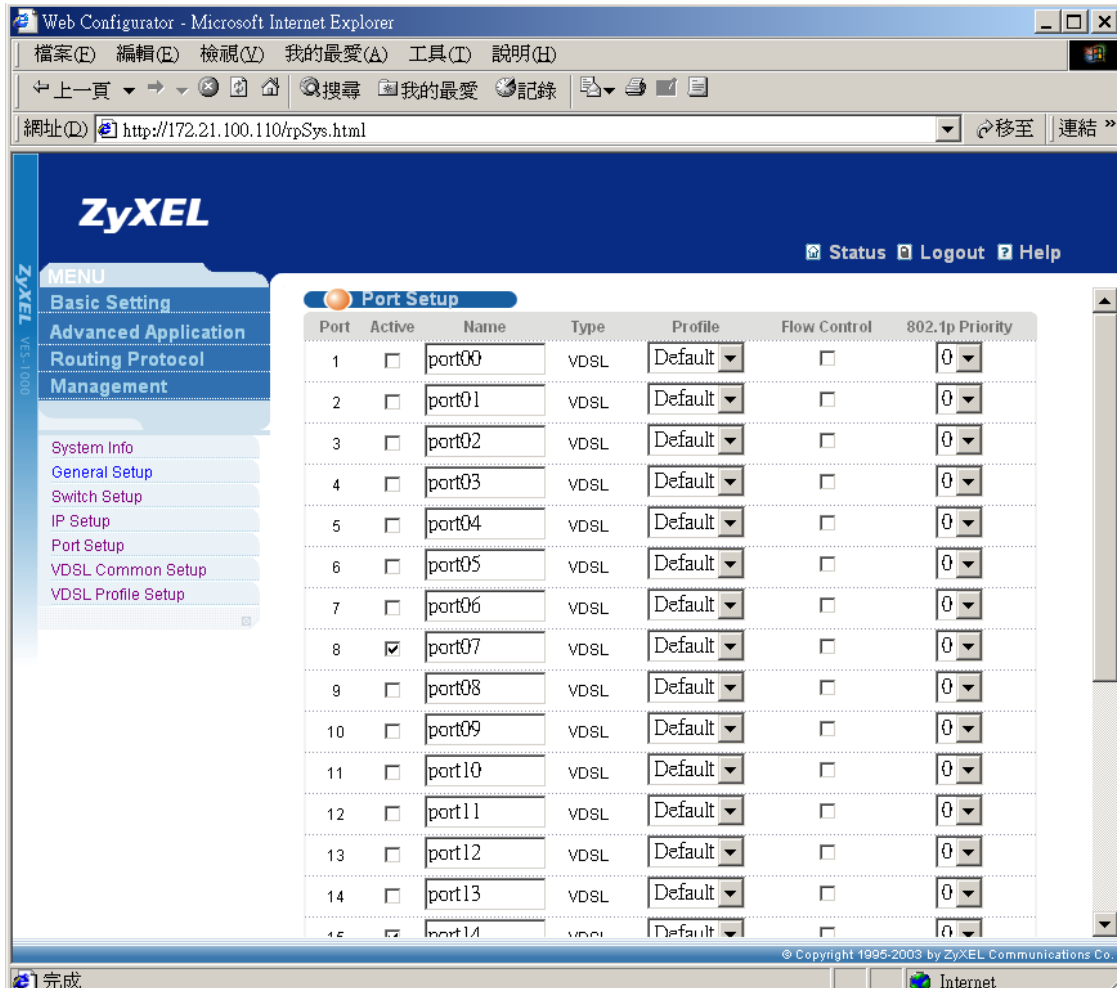 Web Configurator - Microsoft Internet Explorer
檔案(F) 編輯(E) 檢視(V) 我的最愛(A) 工具(T) 說明(H)
上一頁 搜尋 我的最愛 記錄
網址(D) http://172.21.100.110/rpSys.html 移至 連結 »
ZyXEL
Status Logout Help
ZyXEL VES-1000
MENU
Basic Setting
Advanced Application
Routing Protocol
Management
System Info
General Setup
Switch Setup
IP Setup
Port Setup
VDSL Common Setup
VDSL Profile Setup
Port Setup
Port Active Name Type Profile Flow Control 802.1p Priority
1 port00 VDSL Default 0
2 port01 VDSL Default 0
3 port02 VDSL Default 0
4 port03 VDSL Default 0
5 port04 VDSL Default 0
6 port05 VDSL Default 0
7 port06 VDSL Default 0
8 port07 VDSL Default 0
9 port08 VDSL Default 0
10 port09 VDSL Default 0
11 port10 VDSL Default 0
12 port11 VDSL Default 0
13 port12 VDSL Default 0
14 port13 VDSL Default 0
15 port14 VDSL Default 0
© Copyright 1995-2003 by ZyXEL Communications Co.
完成 Internet